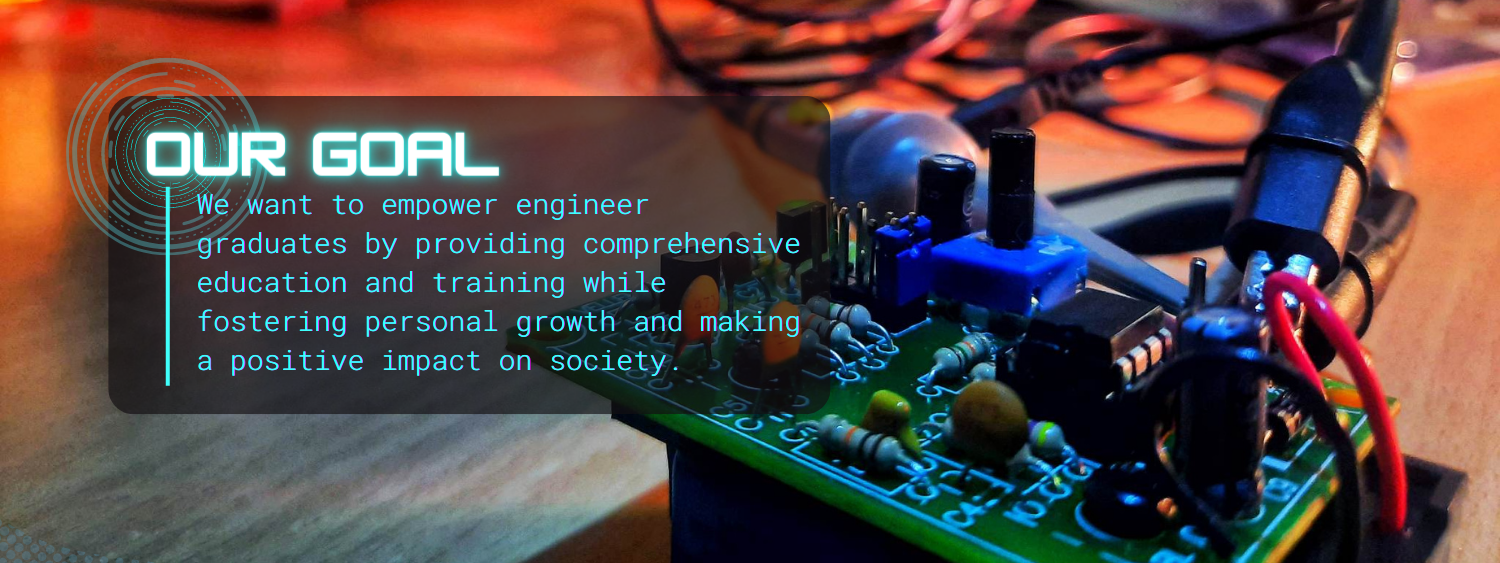 OUR GOAL
We want to empower engineer
graduates by providing comprehensive
education and training while
fostering personal growth and making
a positive impact on society.